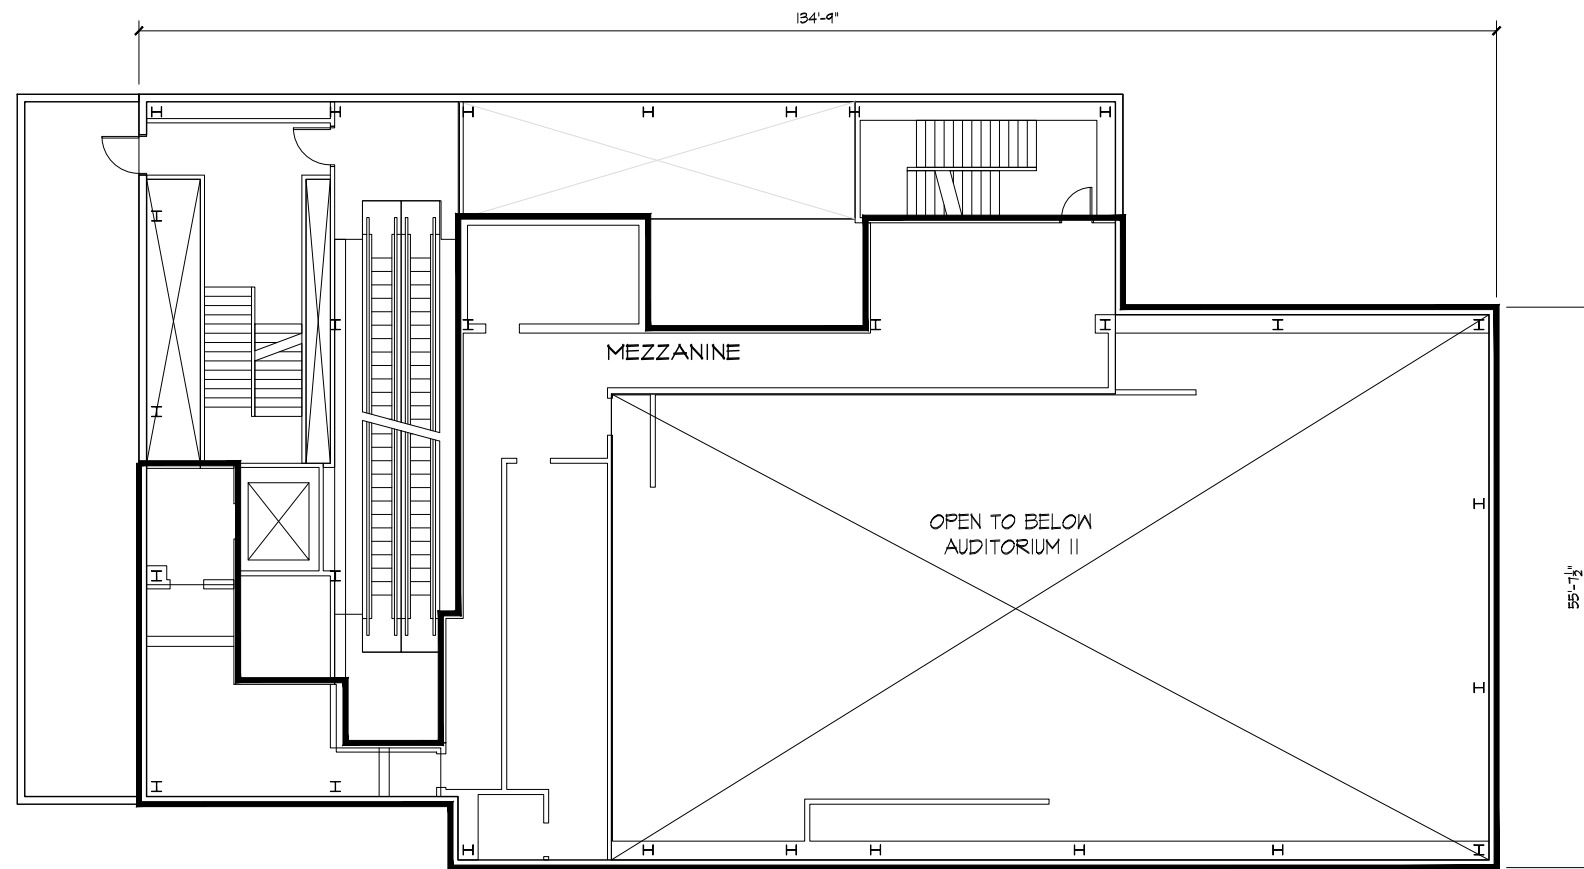 134'-9"
MEZZANINE
OPEN TO BELOW
AUDITORIUM II
55'-7½"